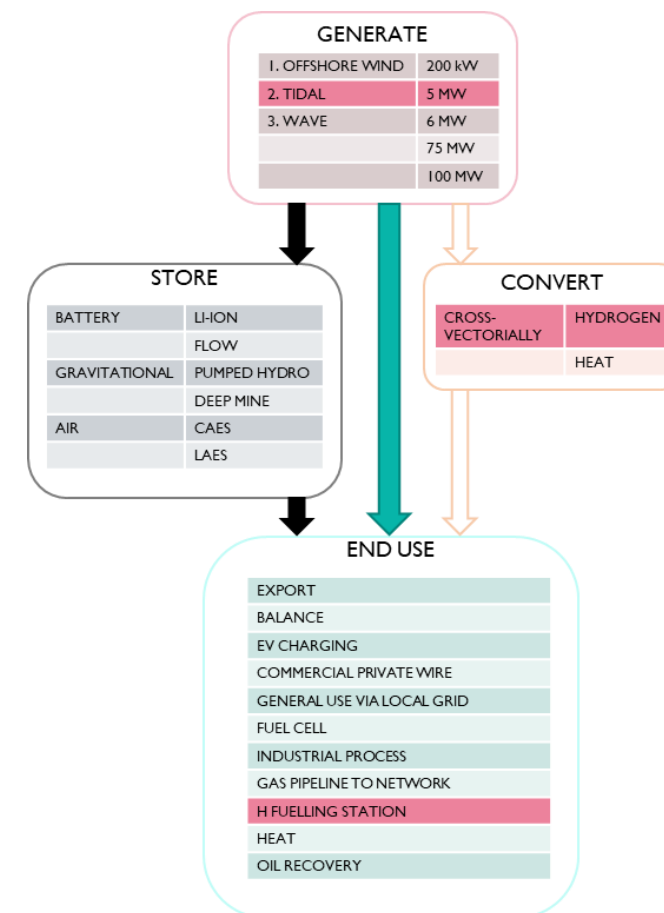 GENERATE
1. OFFSHORE WIND 200 kW
2. TIDAL 5 MW
3. WAVE 6 MW
75 MW
100 MW
STORE
BATTERY LI-ION
FLOW
GRAVITATIONAL PUMPED HYDRO
DEEP MINE
AIR CAES
LAES
CONVERT
CROSS- HYDROGEN
VECTORIALLY
HEAT
END USE
EXPORT
BALANCE
EV CHARGING
COMMERCIAL PRIVATE WIRE
GENERAL USE VIA LOCAL GRID
FUEL CELL
INDUSTRIAL PROCESS
GAS PIPELINE TO NETWORK
H FUELLING STATION
HEAT
OIL RECOVERY